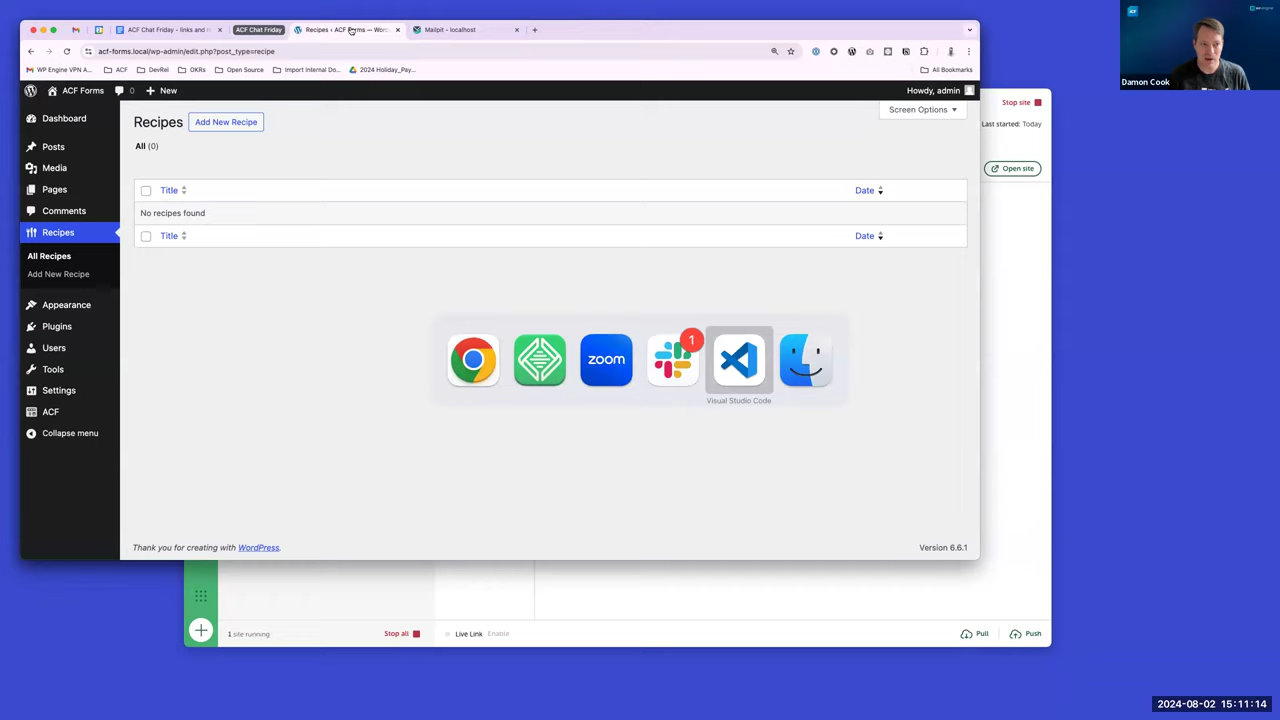 ACF Chat Friday - links and r
ACF Chat Friday
Recipes ‹ ACF Forms — Wor
Mailpit - localhost
acf-forms.local/wp-admin/edit.php?post_type=recipe
WP Engine VPN A...
ACF
DevRel
OKRs
Open Source
Import Internal Do...
2024 Holiday_Pay...
All Bookmarks
ACF Forms
0
New
Howdy, admin
Dashboard
Posts
Media
Pages
Comments
Recipes
All Recipes
Add New Recipe
Appearance
Plugins
Users
Tools
Settings
ACF
Collapse menu
Recipes
Add New Recipe
Screen Options
All (0)
Title
Date
No recipes found
Title
Date
zoom
1
Visual Studio Code
Thank you for creating with WordPress.
Version 6.6.1
Stop site
Last started: Today
Open site
1 site running
Stop all
Live Link
Enable
Pull
Push
ACF
Damon Cook
2024-08-02 15:11:14